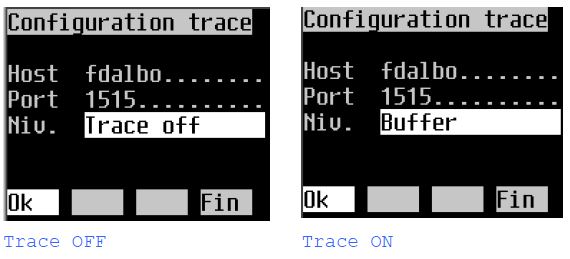 Configuration trace
Host fdalbo........
Port 1515..........
Niv. Trace off
Ok Fin
Trace OFF
Configuration trace
Host fdalbo........
Port 1515..........
Niv. Buffer
Ok Fin
Trace ON